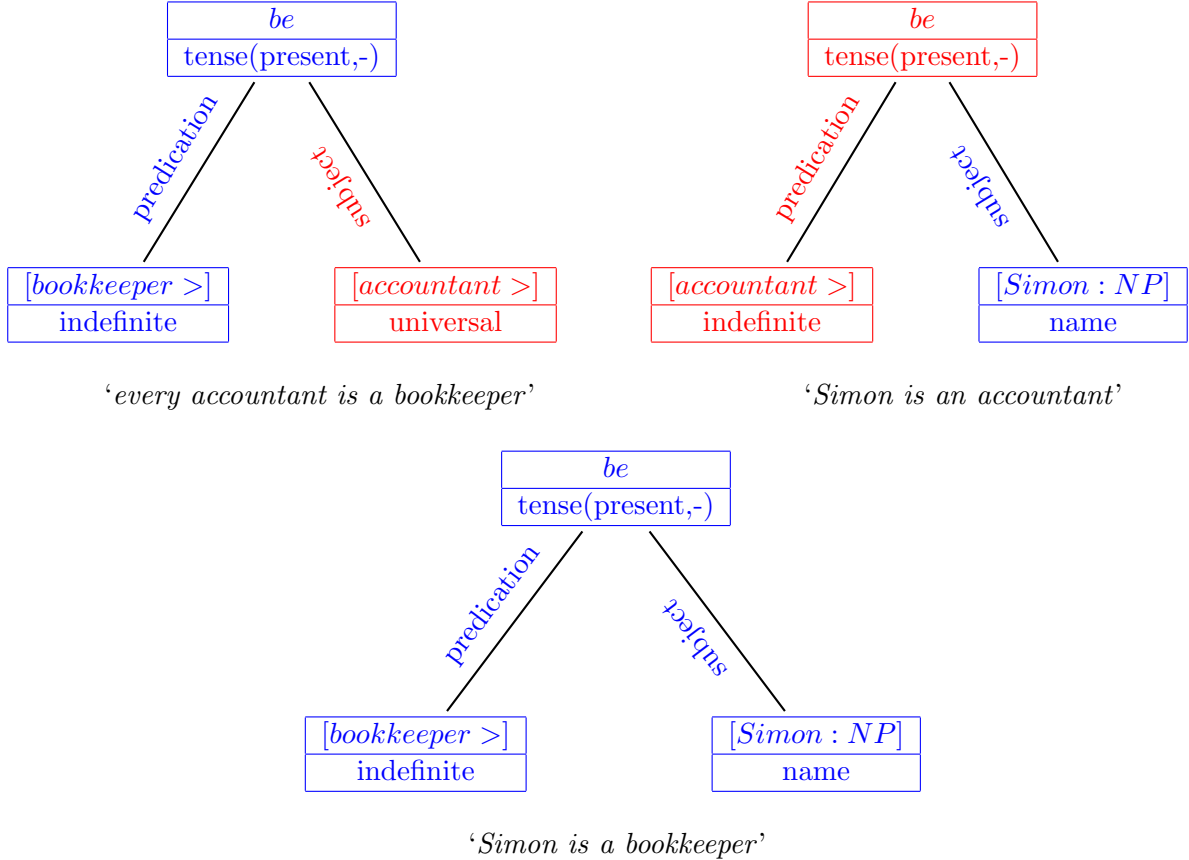 be
tense(present,-)
predication
subject
[bookkeeper >]
indefinite
[accountant >]
universal
‘every accountant is a bookkeeper’
be
tense(present,-)
predication
subject
[accountant >]
indefinite
[Simon : NP]
name
‘Simon is an accountant’
be
tense(present,-)
predication
subject
[bookkeeper >]
indefinite
[Simon : NP]
name
‘Simon is a bookkeeper’